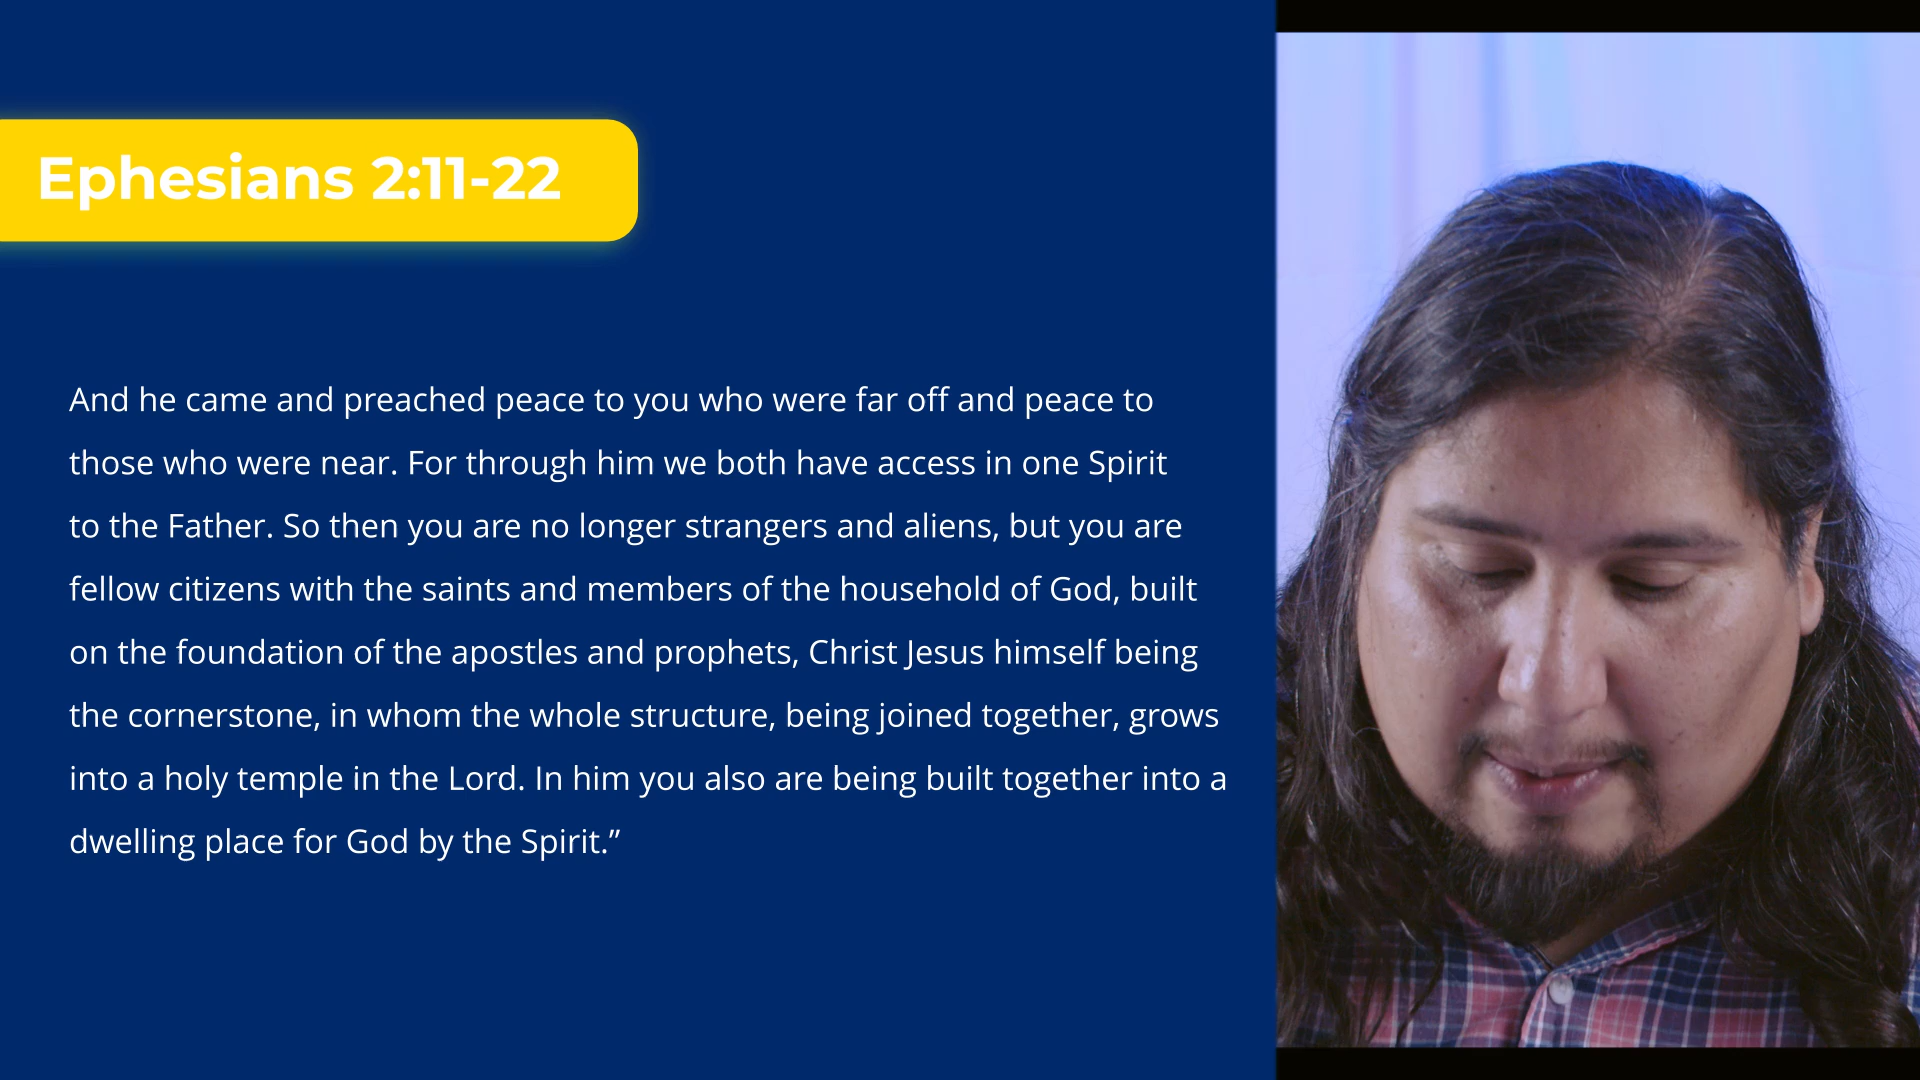 Ephesians 2:11-22
And he came and preached peace to you who were far off and peace to
those who were near. For through him we both have access in one Spirit
to the Father. So then you are no longer strangers and aliens, but you are
fellow citizens with the saints and members of the household of God, built
on the foundation of the apostles and prophets, Christ Jesus himself being
the cornerstone, in whom the whole structure, being joined together, grows
into a holy temple in the Lord. In him you also are being built together into a
dwelling place for God by the Spirit.”